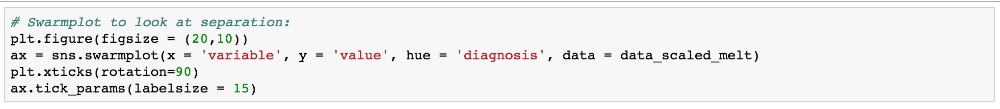 # Swarmplot to look at separation:
plt.figure(figsize = (20,10))
ax = sns.swarmplot(x = 'variable', y = 'value', hue = 'diagnosis', data = data_scaled_melt)
plt.xticks(rotation=90)
ax.tick_params(labelsize = 15)